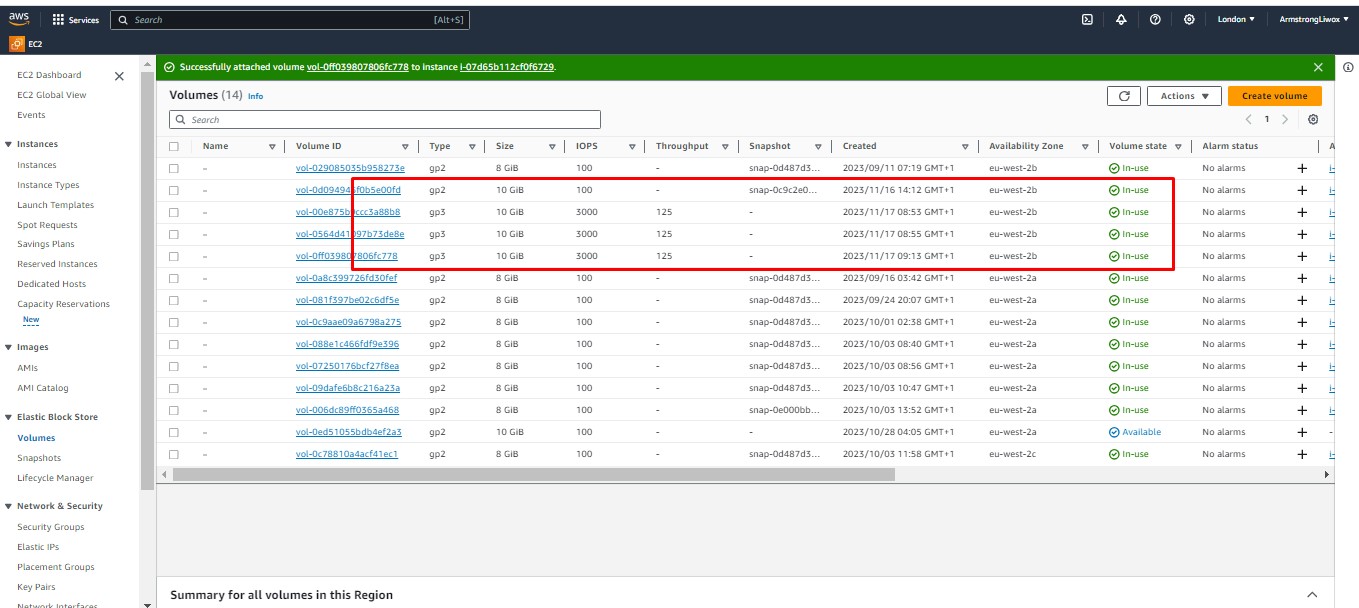 aws Services Search [Alt+S] London ▼ ArmstrongLiwox ▼
EC2
Successfully attached volume vol-0ff039807806fc778 to instance i-07d65b112cf0f6729.
EC2 Dashboard
EC2 Global View
Events
Instances
Instances
Instance Types
Launch Templates
Spot Requests
Savings Plans
Reserved Instances
Dedicated Hosts
Capacity Reservations
New
Images
AMIs
AMI Catalog
Elastic Block Store
Volumes
Snapshots
Lifecycle Manager
Network & Security
Security Groups
Elastic IPs
Placement Groups
Key Pairs
Network Interfaces
Volumes (14) Info
Actions ▼ Create volume
Search
< 1 >
Name Volume ID Type Size IOPS Throughput Snapshot Created Availability Zone Volume state Alarm status A
– vol-029085035b958273e gp2 8 GiB 100 - snap-0d487d3... 2023/09/11 07:19 GMT+1 eu-west-2b In-use No alarms + i-
– vol-0d094945f0b5e00fd gp2 10 GiB 100 - snap-0c9c2e0... 2023/11/16 14:12 GMT+1 eu-west-2b In-use No alarms + i-
– vol-00e875b9ccc3a88b8 gp3 10 GiB 3000 125 - 2023/11/17 08:53 GMT+1 eu-west-2b In-use No alarms + i-
– vol-0564d41097b73de8e gp3 10 GiB 3000 125 - 2023/11/17 08:55 GMT+1 eu-west-2b In-use No alarms + i-
– vol-0ff039807806fc778 gp3 10 GiB 3000 125 - 2023/11/17 09:13 GMT+1 eu-west-2b In-use No alarms + i-
– vol-0a8c399726fd30fef gp2 8 GiB 100 - snap-0d487d3... 2023/09/16 03:42 GMT+1 eu-west-2a In-use No alarms + i-
– vol-081f397be02c6df5e gp2 8 GiB 100 - snap-0d487d3... 2023/09/24 20:07 GMT+1 eu-west-2a In-use No alarms + i-
– vol-0c9aae09a6798a275 gp2 8 GiB 100 - snap-0d487d3... 2023/10/01 02:38 GMT+1 eu-west-2a In-use No alarms + i-
– vol-088e1c466fdf9e396 gp2 8 GiB 100 - snap-0d487d3... 2023/10/03 08:40 GMT+1 eu-west-2a In-use No alarms + i-
– vol-07250176bcf27f8ea gp2 8 GiB 100 - snap-0d487d3... 2023/10/03 08:56 GMT+1 eu-west-2a In-use No alarms + i-
– vol-09dafe6b8c216a23a gp2 8 GiB 100 - snap-0d487d3... 2023/10/03 10:47 GMT+1 eu-west-2a In-use No alarms + i-
– vol-006dc89ff0365a468 gp2 8 GiB 100 - snap-0e000bb... 2023/10/03 13:52 GMT+1 eu-west-2a In-use No alarms + i-
– vol-0ed51055bdb4ef2a3 gp2 10 GiB 100 - snap-0d487d3... 2023/10/28 04:05 GMT+1 eu-west-2a Available No alarms + -
– vol-0c78810a4acf41ec1 gp2 8 GiB 100 - snap-0d487d3... 2023/10/03 11:58 GMT+1 eu-west-2c In-use No alarms + i-
Summary for all volumes in this Region